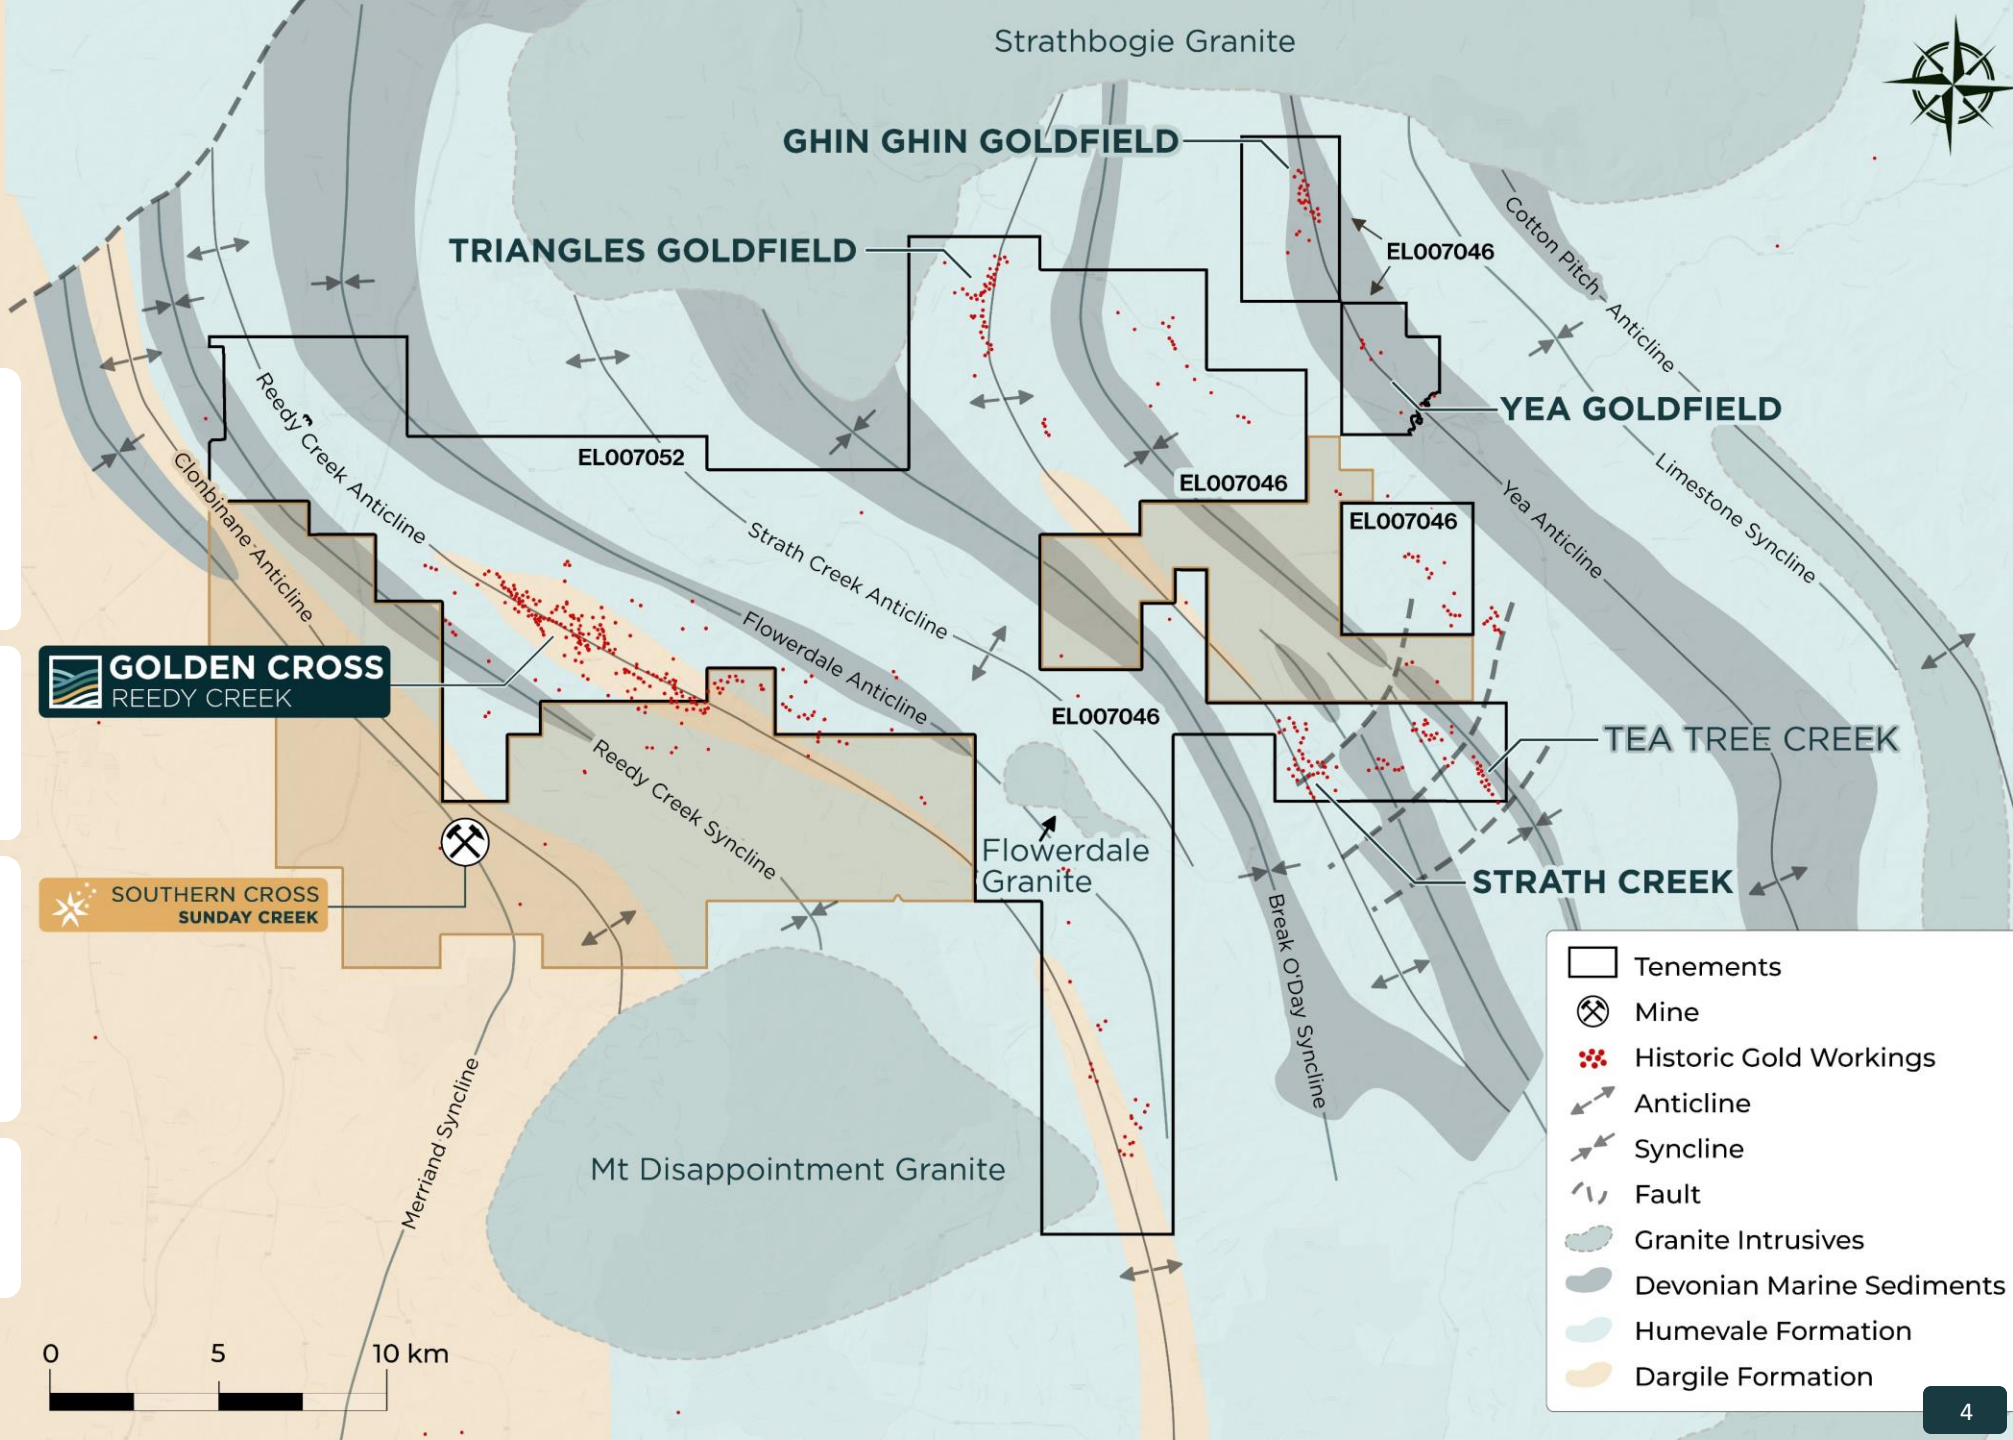 Strathbogie Granite
GHIN GHIN GOLDFIELD
TRIANGLES GOLDFIELD
EL007046
Cotton Pitch Anticline
YEA GOLDFIELD
Reedy Creek Anticline
EL007052
Clonbinane Anticline
EL007046
EL007046
Yea Anticline
Limestone Syncline
Strath Creek Anticline
Flowerdale Anticline
GOLDEN CROSS
REEDY CREEK
EL007046
TEA TREE CREEK
Reedy Creek Syncline
Flowerdale
Granite
STRATH CREEK
SOUTHERN CROSS
SUNDAY CREEK
Break O'Day Syncline
Merriand Syncline
Mt Disappointment Granite
Tenements
Mine
Historic Gold Workings
Anticline
Syncline
Fault
Granite Intrusives
Devonian Marine Sediments
Humevale Formation
Dargile Formation
0 5 10 km
4